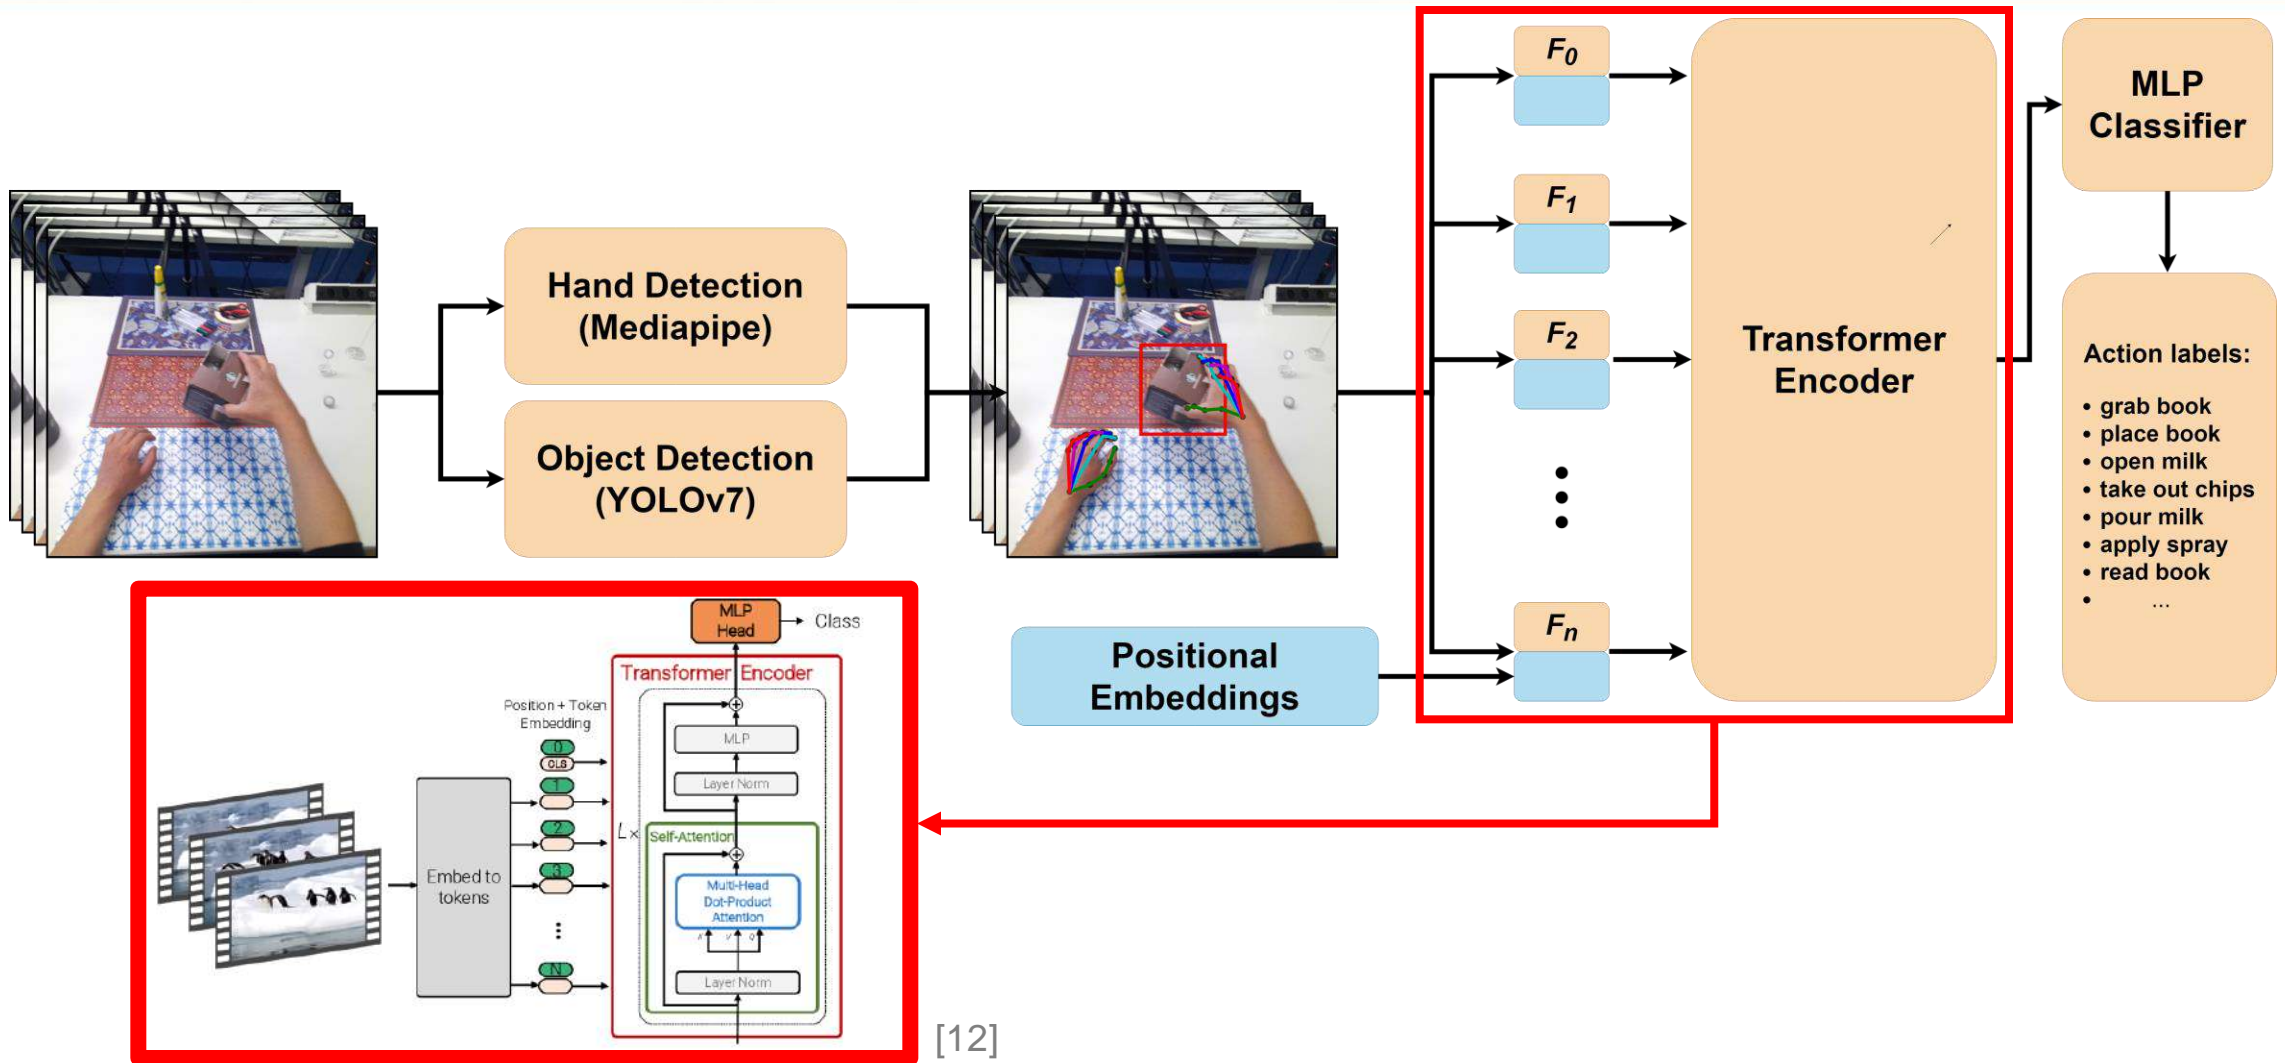 Hand Detection
(Mediapipe)
Object Detection
(YOLOv7)
F0
F1
F2
Fn
Positional
Embeddings
Transformer
Encoder
MLP
Classifier
Action labels:
• grab book
• place book
• open milk
• take out chips
• pour milk
• apply spray
• read book
• ...
MLP
Head
Class
Transformer Encoder
Position + Token
Embedding
0
CLS
1
2
3
N
Embed to
tokens
L×
MLP
Layer Norm
Self-Attention
Multi-Head
Dot-Product
Attention
K V Q
Layer Norm
[12]